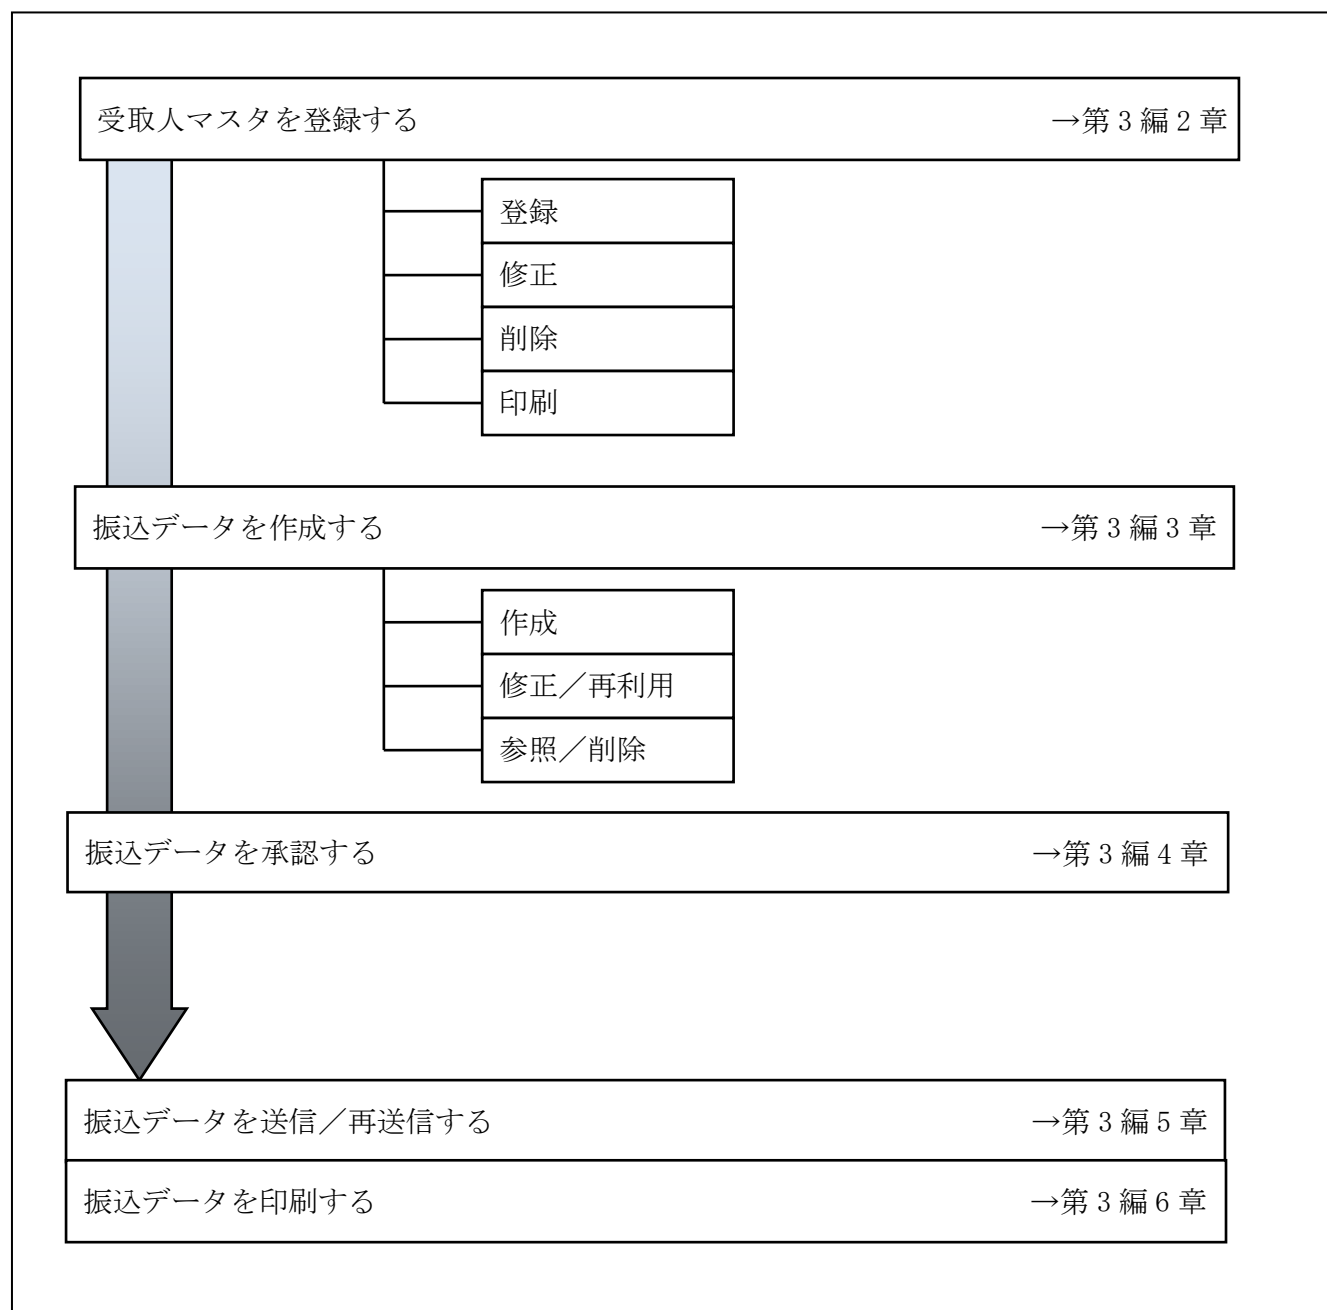 受取人マスタを登録する →第３編２章
登録
修正
削除
印刷
振込データを作成する →第３編３章
作成
修正／再利用
参照／削除
振込データを承認する →第３編４章
振込データを送信／再送信する →第３編５章
振込データを印刷する →第３編６章